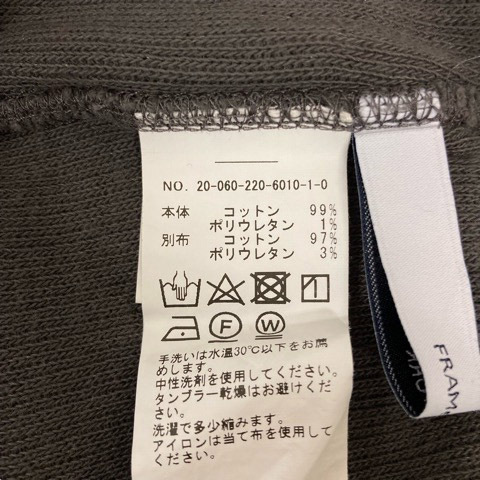 NO. 20-060-220-6010-1-0
本体 コットン 99%
ポリウレタン 1%
別布 コットン 97%
ポリウレタン 3%
F W
手洗いは水温30℃以下をお薦
めします。
中性洗剤を使用してください。
タンブラー乾燥はお避けくだ
さい。
洗濯で多少縮みます。
アイロンは当て布を使用して
ください。
FRAM